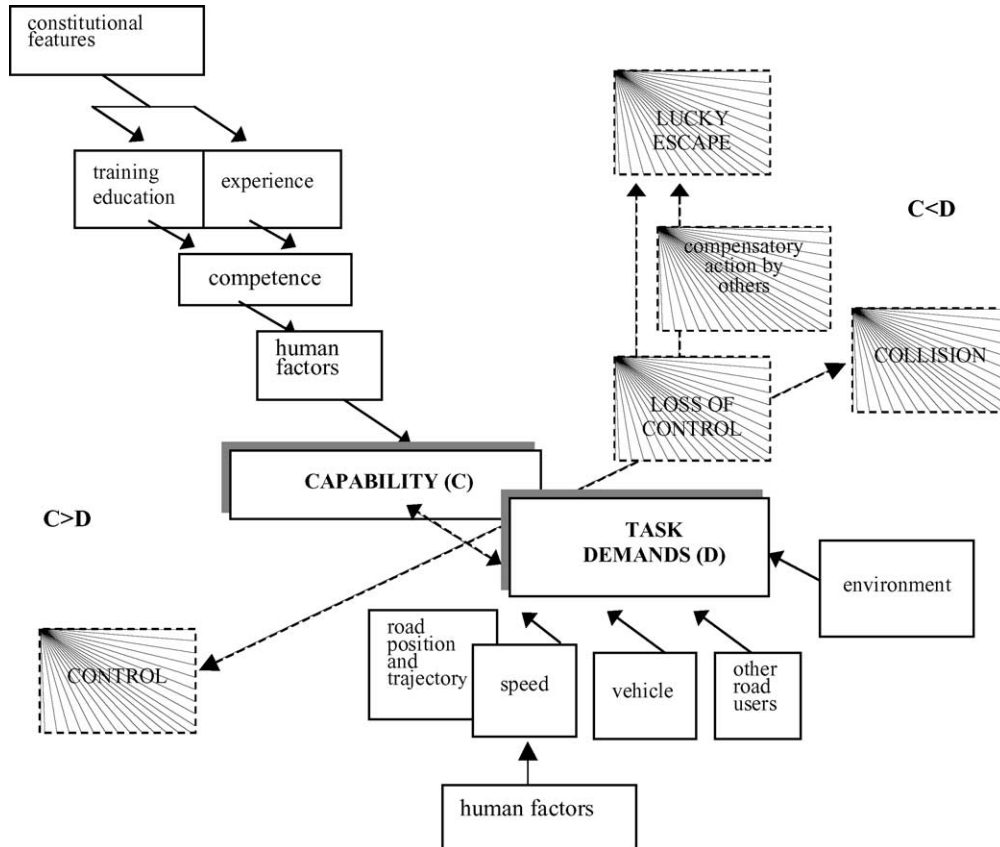 constitutional
features
training
education
experience
competence
human
factors
CAPABILITY (C)
C>D
CONTROL
LUCKY
ESCAPE
C<D
compensatory
action by
others
COLLISION
LOSS OF
CONTROL
TASK
DEMANDS (D)
environment
road
position
and
trajectory
speed
vehicle
other
road
users
human factors